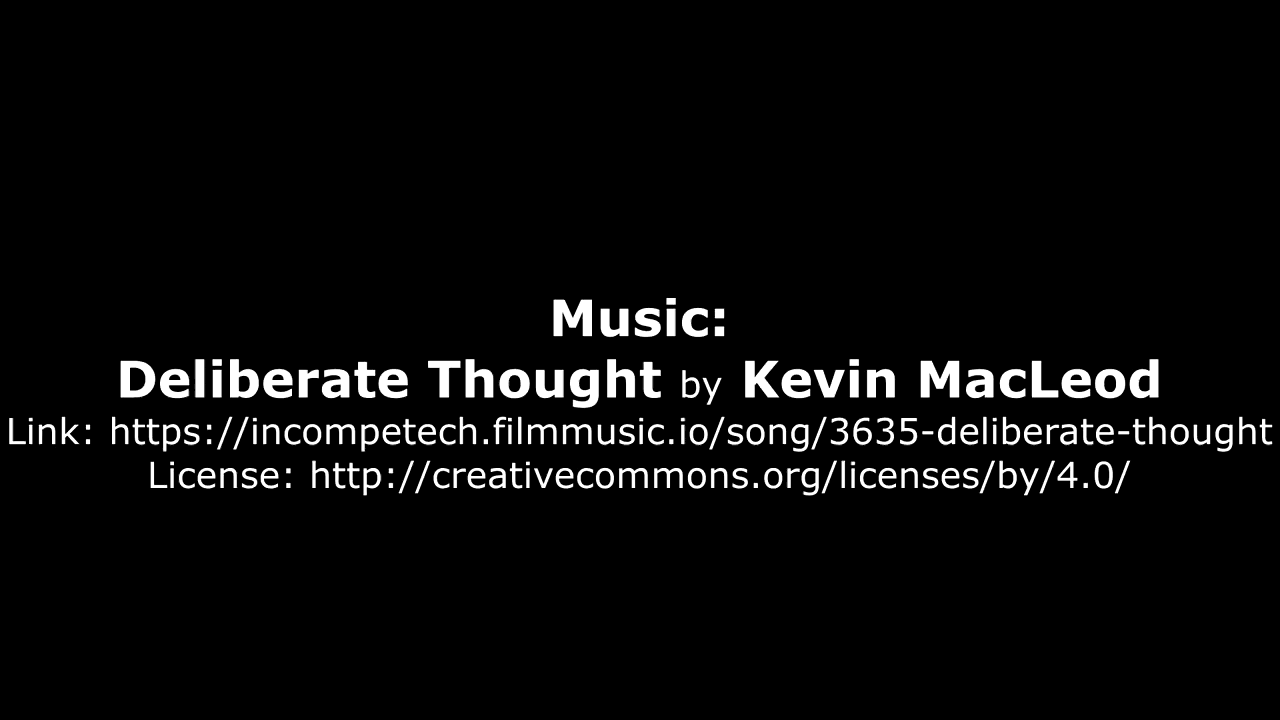 Music:
Deliberate Thought by Kevin MacLeod
Link: https://incompetech.filmmusic.io/song/3635-deliberate-thought
License: http://creativecommons.org/licenses/by/4.0/